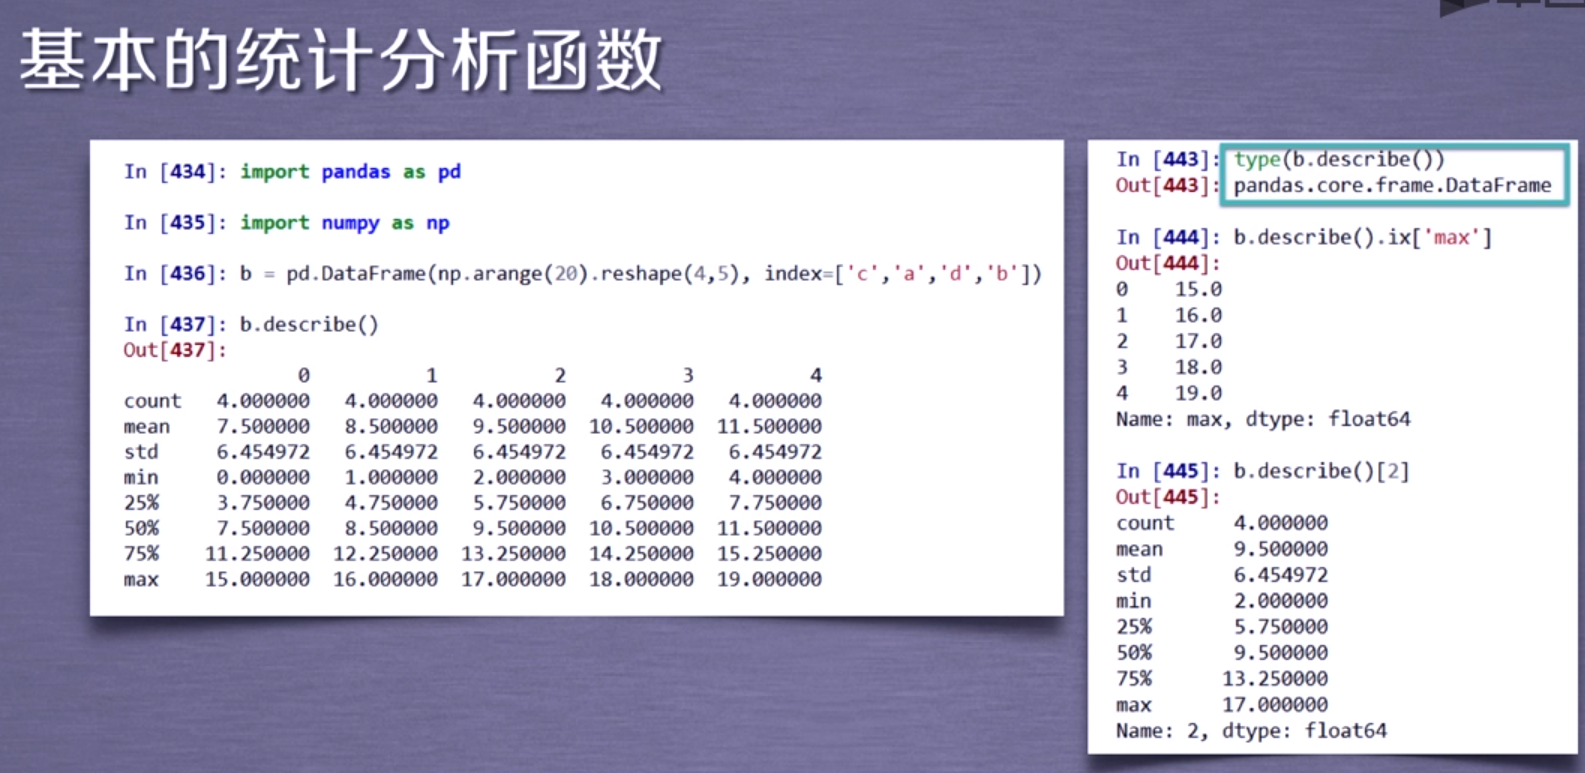 基本的统计分析函数
In [434]: import pandas as pd
In [435]: import numpy as np
In [436]: b = pd.DataFrame(np.arange(20).reshape(4,5), index=['c','a','d','b'])
In [437]: b.describe()
Out[437]:
0 1 2 3 4
count 4.000000 4.000000 4.000000 4.000000 4.000000
mean 7.500000 8.500000 9.500000 10.500000 11.500000
std 6.454972 6.454972 6.454972 6.454972 6.454972
min 0.000000 1.000000 2.000000 3.000000 4.000000
25% 3.750000 4.750000 5.750000 6.750000 7.750000
50% 7.500000 8.500000 9.500000 10.500000 11.500000
75% 11.250000 12.250000 13.250000 14.250000 15.250000
max 15.000000 16.000000 17.000000 18.000000 19.000000
In [443]: type(b.describe())
Out[443]: pandas.core.frame.DataFrame
In [444]: b.describe().ix['max']
Out[444]:
0 15.0
1 16.0
2 17.0
3 18.0
4 19.0
Name: max, dtype: float64
In [445]: b.describe()[2]
Out[445]:
count 4.000000
mean 9.500000
std 6.454972
min 2.000000
25% 5.750000
50% 9.500000
75% 13.250000
max 17.000000
Name: 2, dtype: float64